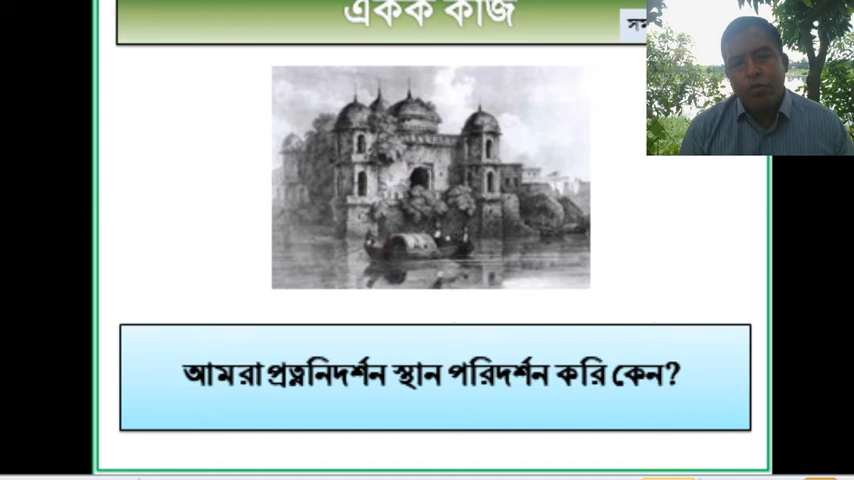 একক কাজ
আমরা প্রত্ননিদর্শন স্থান পরিদর্শন করি কেন?